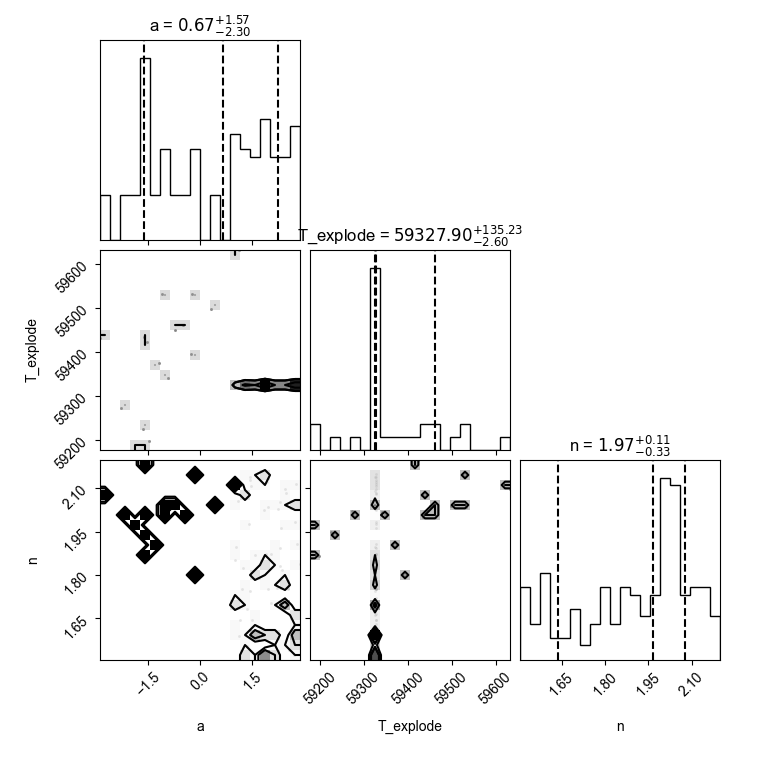 a = 0.67+1.57−2.30
T_explode = 59327.90+135.23−2.60
59600
59500
59400
59300
59200
T_explode
n = 1.97+0.11−0.33
2.10
1.95
1.80
1.65
n
−1.5 0.0 1.5
59200 59300 59400 59500 59600
1.65 1.80 1.95 2.10
a T_explode n